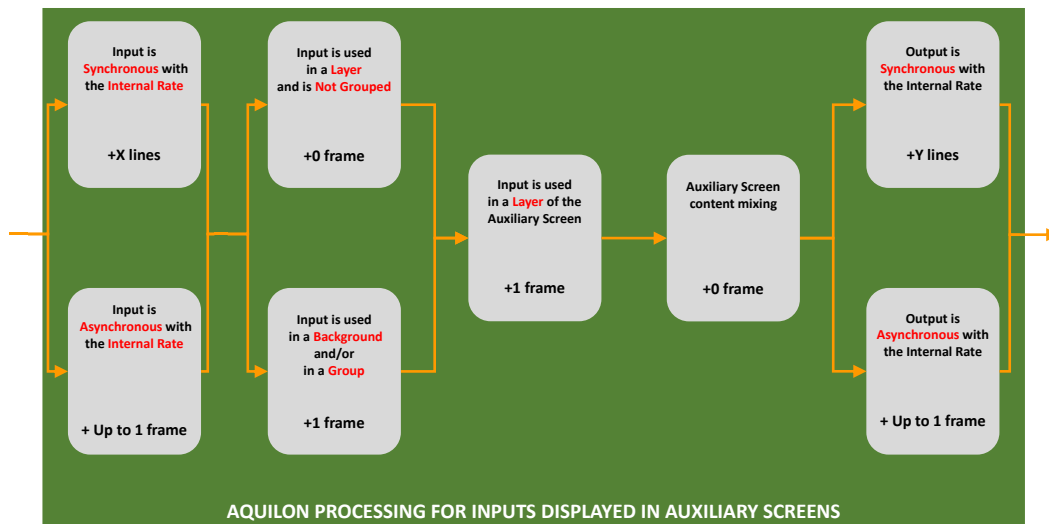 Input is
Synchronous with
the Internal Rate
+X lines
Input is
Asynchronous with
the Internal Rate
+ Up to 1 frame
Input is used
in a Layer
and is Not Grouped
+0 frame
Input is used
in a Background
and/or
in a Group
+1 frame
Input is used
in a Layer of the
Auxiliary Screen
+1 frame
Auxiliary Screen
content mixing
+0 frame
Output is
Synchronous with
the Internal Rate
+Y lines
Output is
Asynchronous with
the Internal Rate
+ Up to 1 frame
AQUILON PROCESSING FOR INPUTS DISPLAYED IN AUXILIARY SCREENS